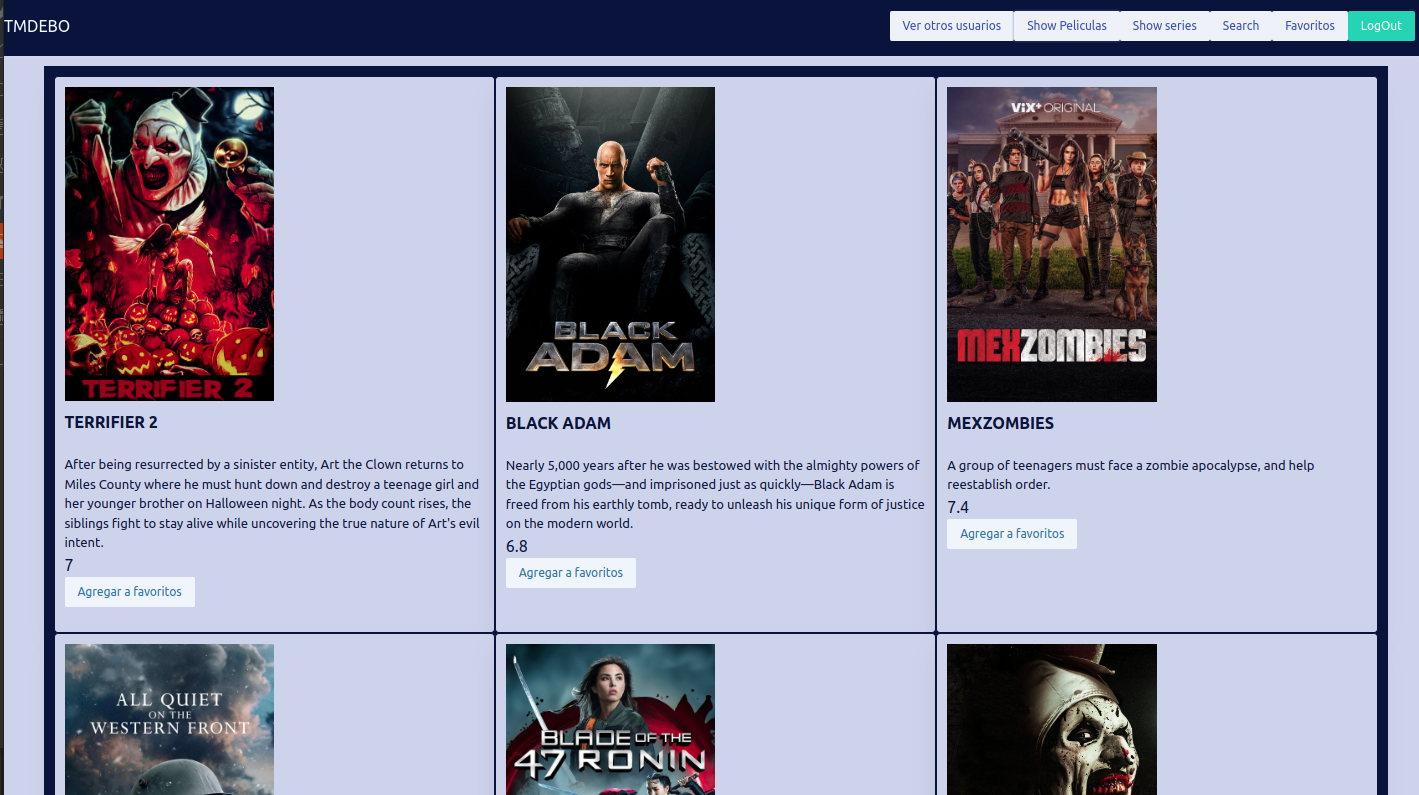 TMDEBO
Ver otros usuarios
Show Peliculas
Show series
Search
Favoritos
LogOut
TERRIFIER 2
BLACK
ADAM
ViX+ ORIGINAL
MEXZOMBIES
TERRIFIER 2
After being resurrected by a sinister entity, Art the Clown returns to
Miles County where he must hunt down and destroy a teenage girl and
her younger brother on Halloween night. As the body count rises, the
siblings fight to stay alive while uncovering the true nature of Art's evil
intent.
7
Agregar a favoritos
BLACK ADAM
Nearly 5,000 years after he was bestowed with the almighty powers of
the Egyptian gods—and imprisoned just as quickly—Black Adam is
freed from his earthly tomb, ready to unleash his unique form of justice
on the modern world.
6.8
Agregar a favoritos
MEXZOMBIES
A group of teenagers must face a zombie apocalypse, and help
reestablish order.
7.4
Agregar a favoritos
ALL QUIET
ON THE
WESTERN FRONT
BLADE OF THE
47 RONIN